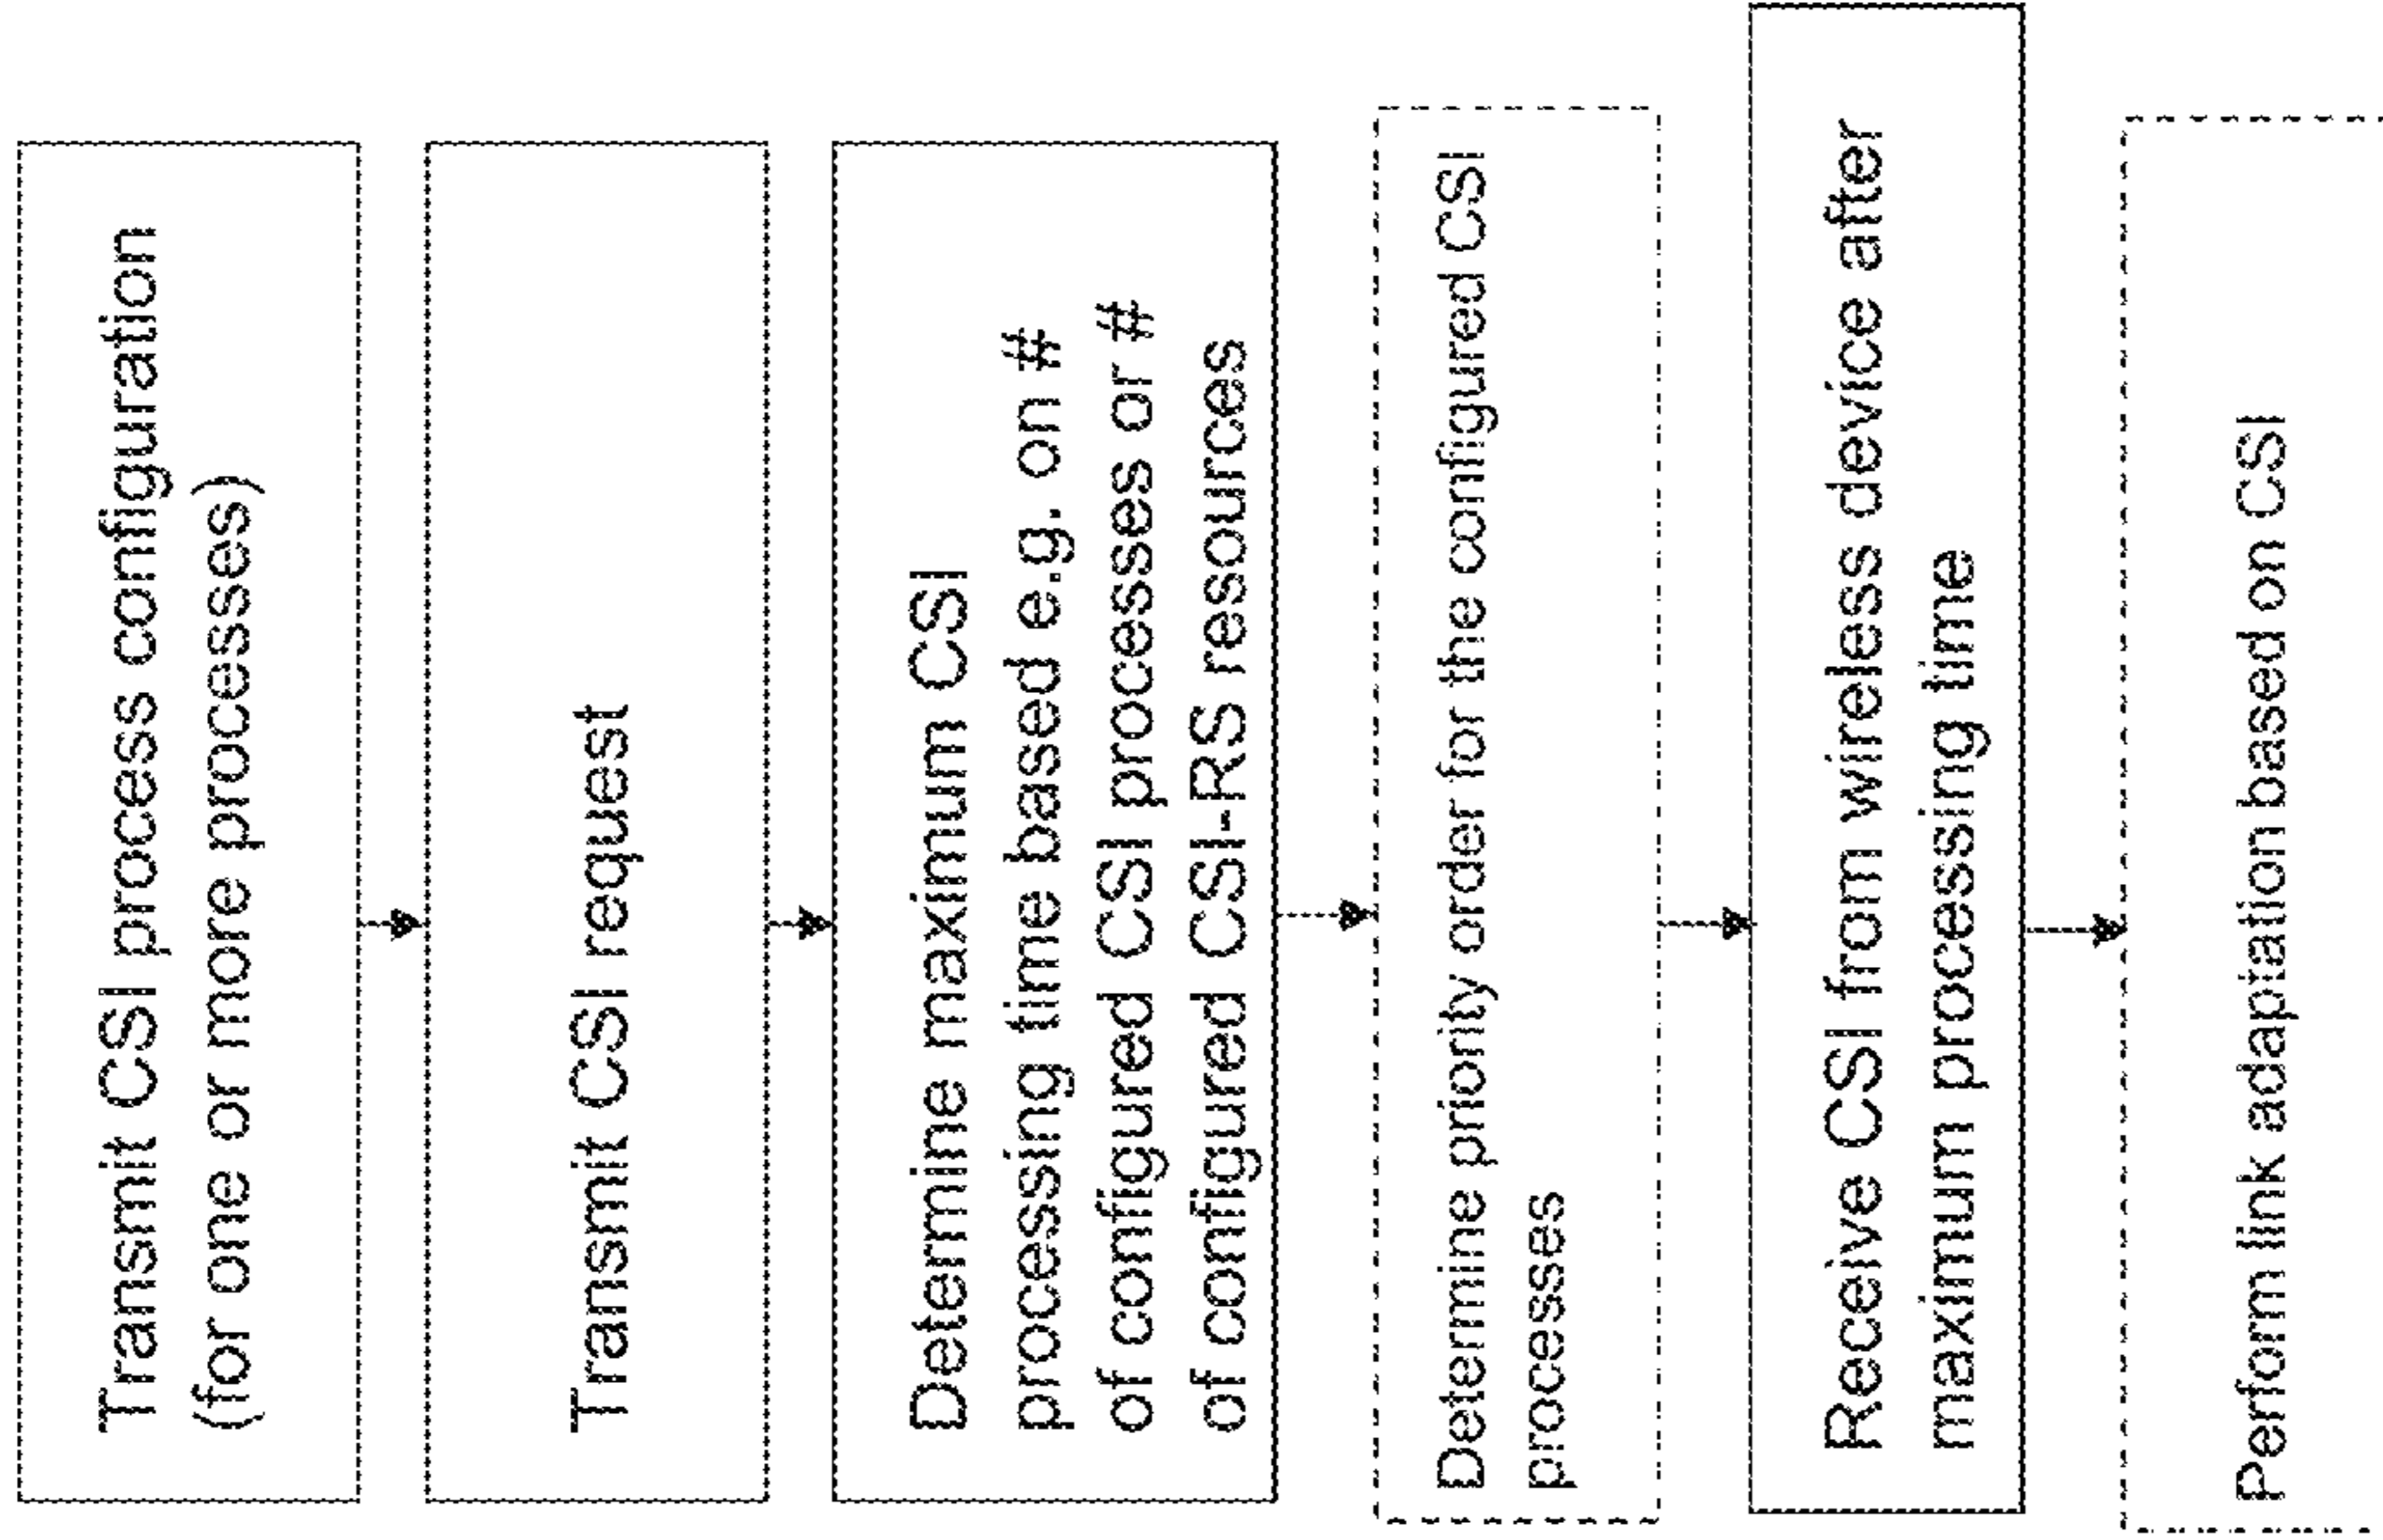 Transmit CSI process configuration
(for one or more processes)
Transmit CSI request
Determine maximum CSI
processing time based e.g. on #
of configured CSI processes or #
of configured CSI-RS resources
Determine priority order for the configured CSI
processes
Receive CSI from wireless device after
maximum processing time
Perform link adaptation based on CSI